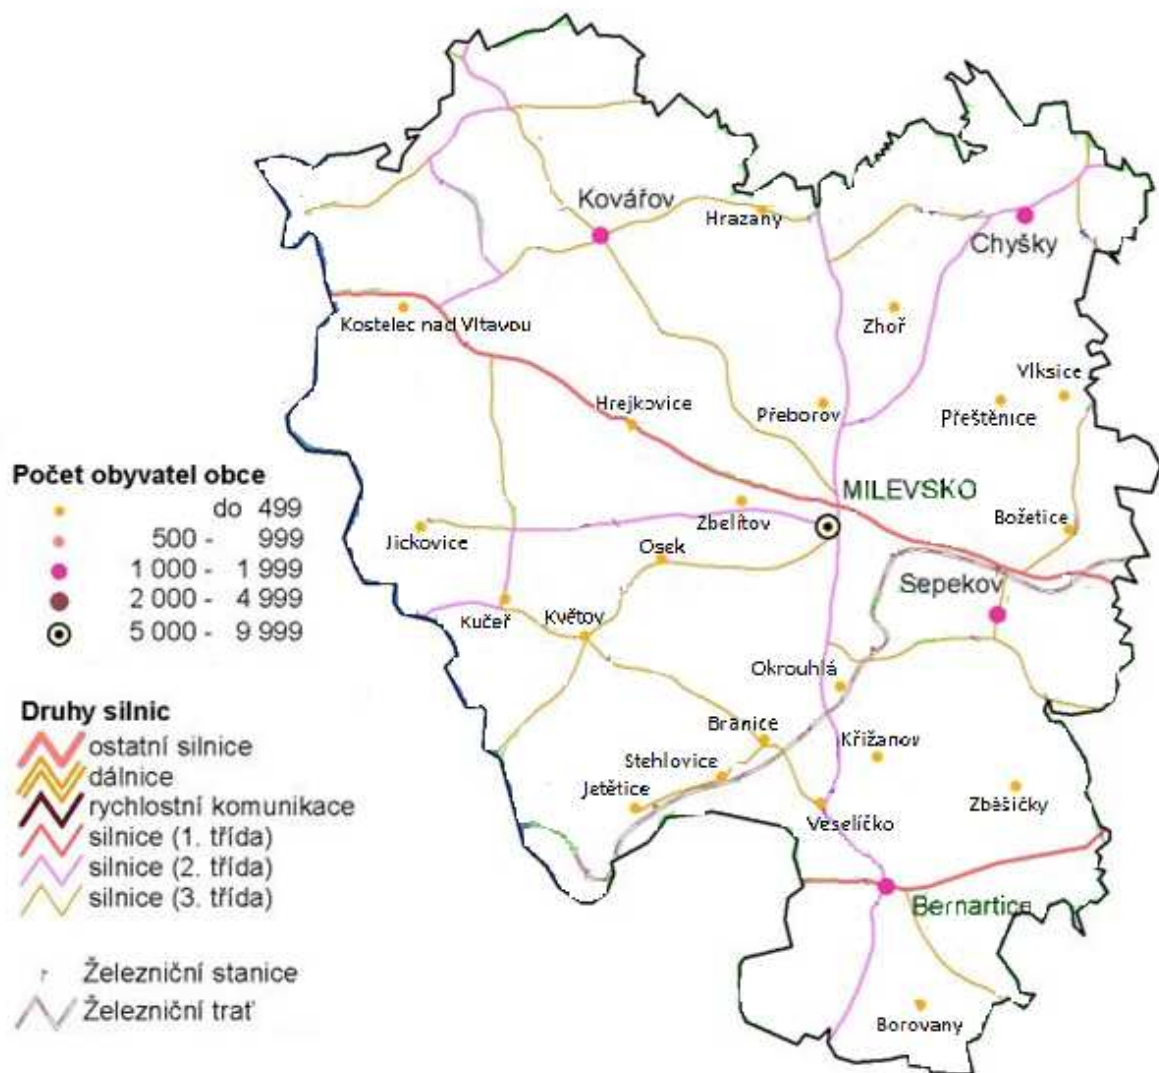 Kovářov
Hrazany
Chyšky
Kostelec nad Vltavou
Zhoř
Vlksice
Hrejkovice
Přeborov
Přeštěnice
Počet obyvatel obce
do 499
500 - 999
1 000 - 1 999
2 000 - 4 999
5 000 - 9 999
MILEVSKO
Zbelítov
Božetice
Jickovice
Osek
Sepekov
Kučeř
Květov
Okrouhlá
Branice
Křižanov
Stehlovice
Jetětice
Zběšičky
Veselíčko
Bernartice
Borovany
Druhy silnic
ostatní silnice
dálnice
rychlostní komunikace
silnice (1. třída)
silnice (2. třída)
silnice (3. třída)
Železniční stanice
Železniční trať